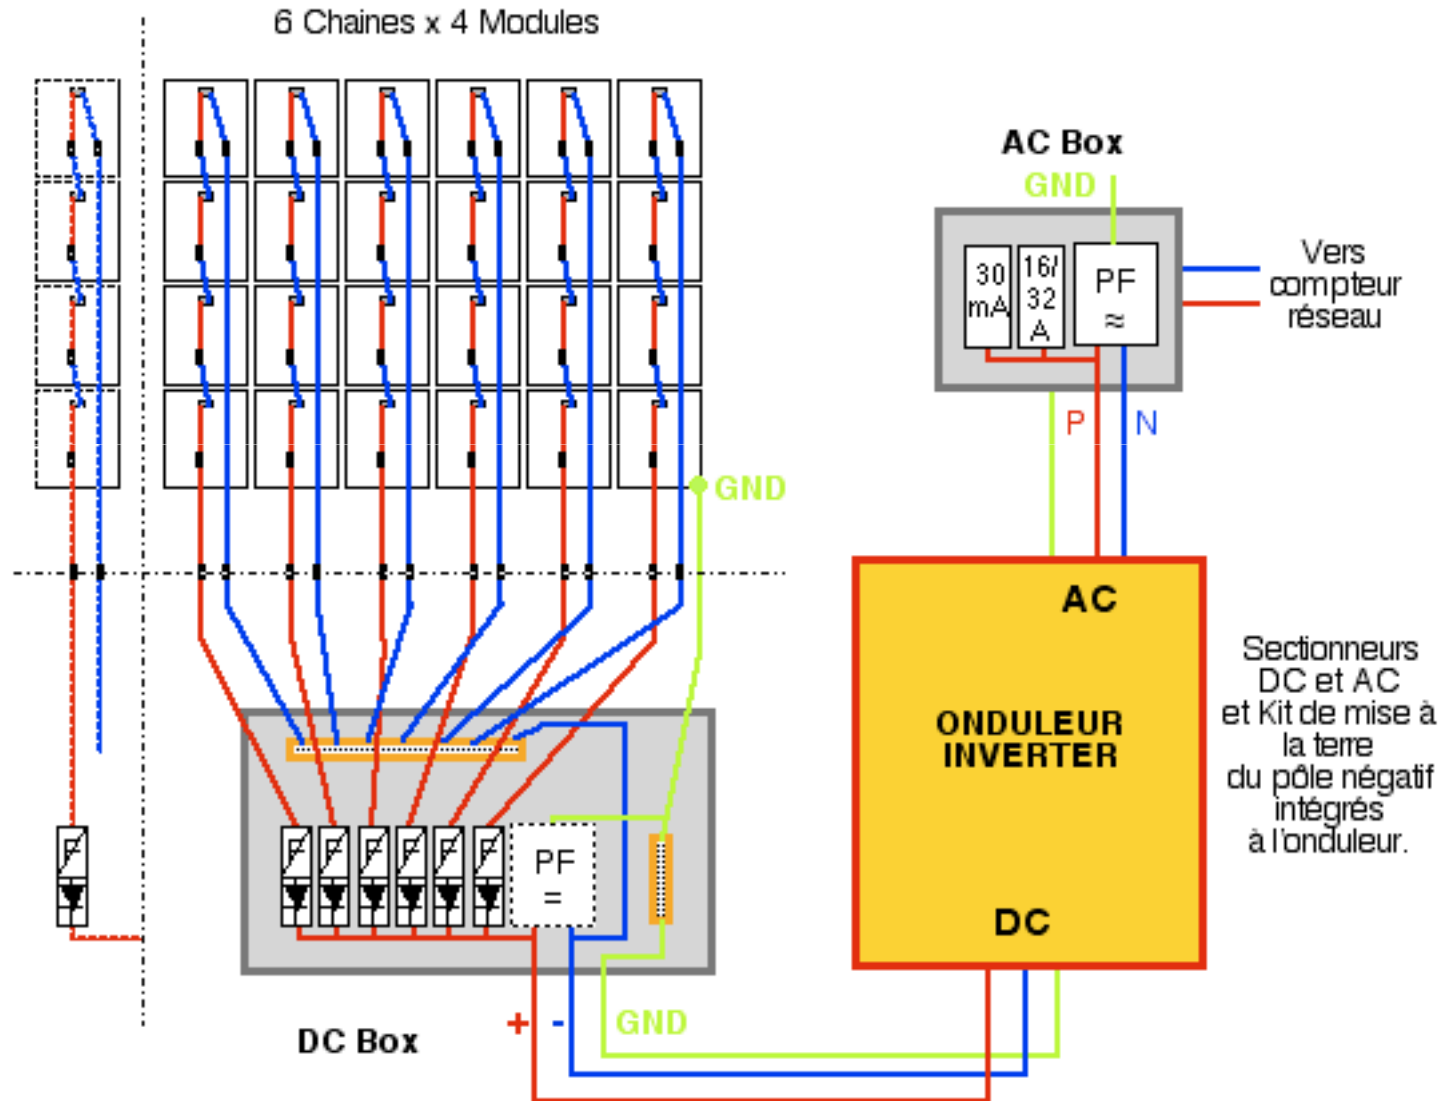 6 Chaines x 4 Modules
AC Box
GND
30
mA
16/
32
A
PF
≈
Vers
compteur
réseau
P
N
GND
AC
ONDULEUR
INVERTER
DC
Sectionneurs
DC et AC
et Kit de mise à
la terre
du pôle négatif
intégrés
à l'onduleur.
F
F
F
F
F
F
F
PF
=
+
-
GND
DC Box